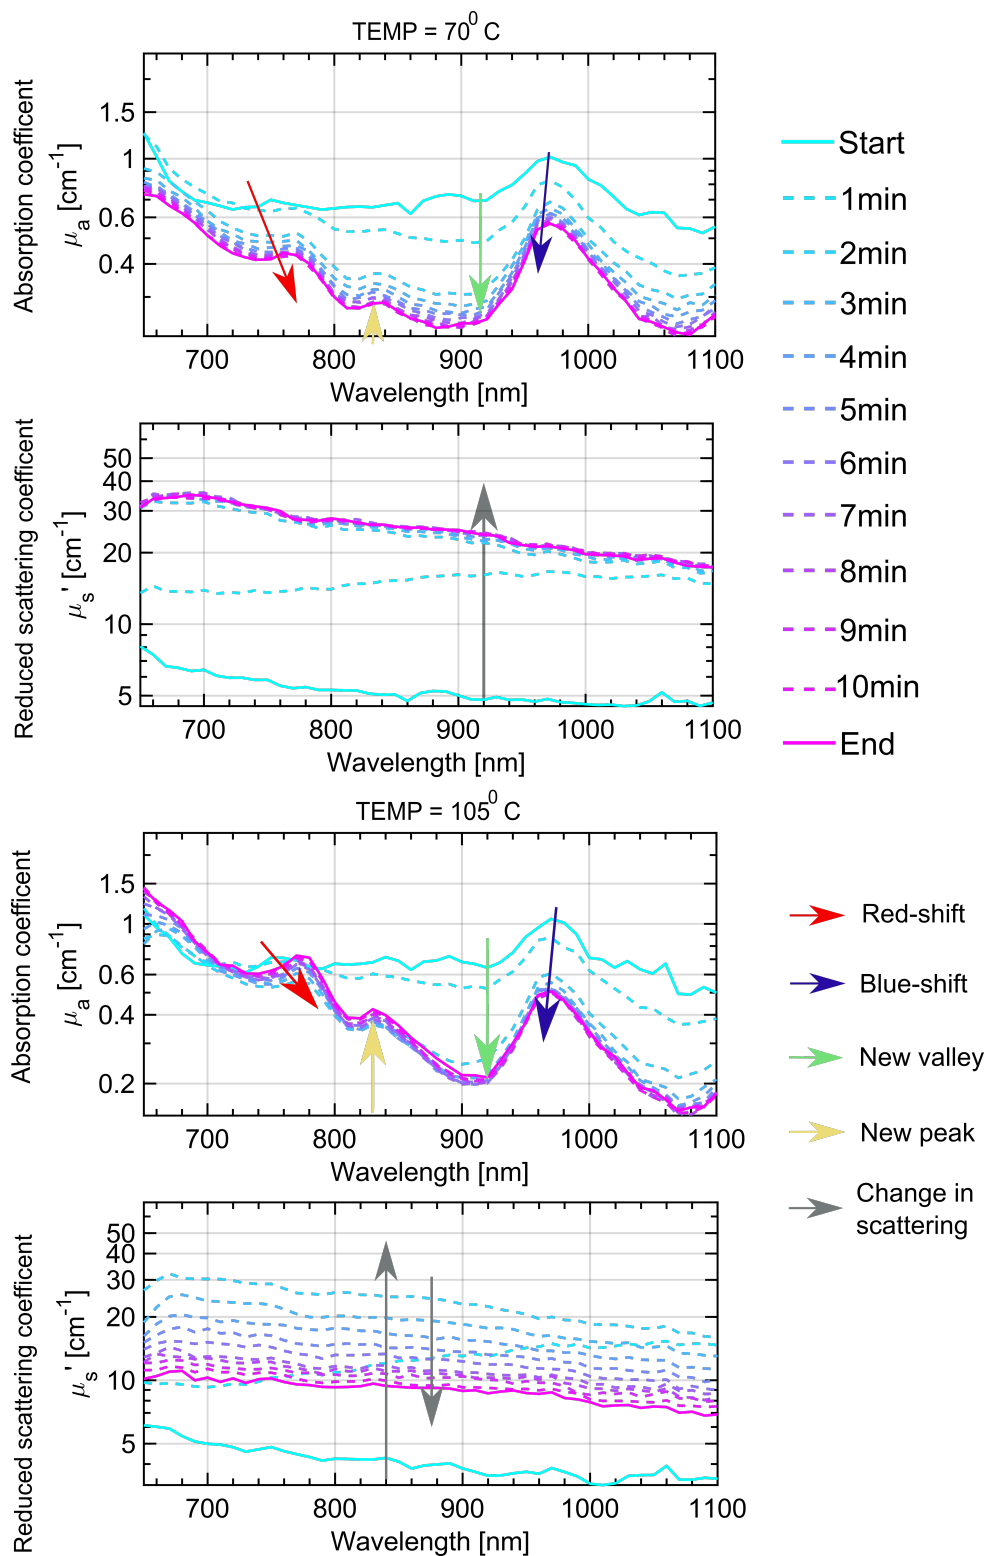 TEMP = 70⁰ C
Absorption coefficent
μa [cm-1]
1.5
1
0.6
0.4
700 800 900 1000 1100
Wavelength [nm]
Reduced scattering coefficent
μs' [cm-1]
50
40
30
20
10
5
700 800 900 1000 1100
Wavelength [nm]
Start
1min
2min
3min
4min
5min
6min
7min
8min
9min
10min
End
TEMP = 105⁰ C
Absorption coefficent
μa [cm-1]
1.5
1
0.6
0.4
0.2
700 800 900 1000 1100
Wavelength [nm]
Reduced scattering coefficent
μs' [cm-1]
50
40
30
20
10
5
700 800 900 1000 1100
Wavelength [nm]
Red-shift
Blue-shift
New valley
New peak
Change in
scattering